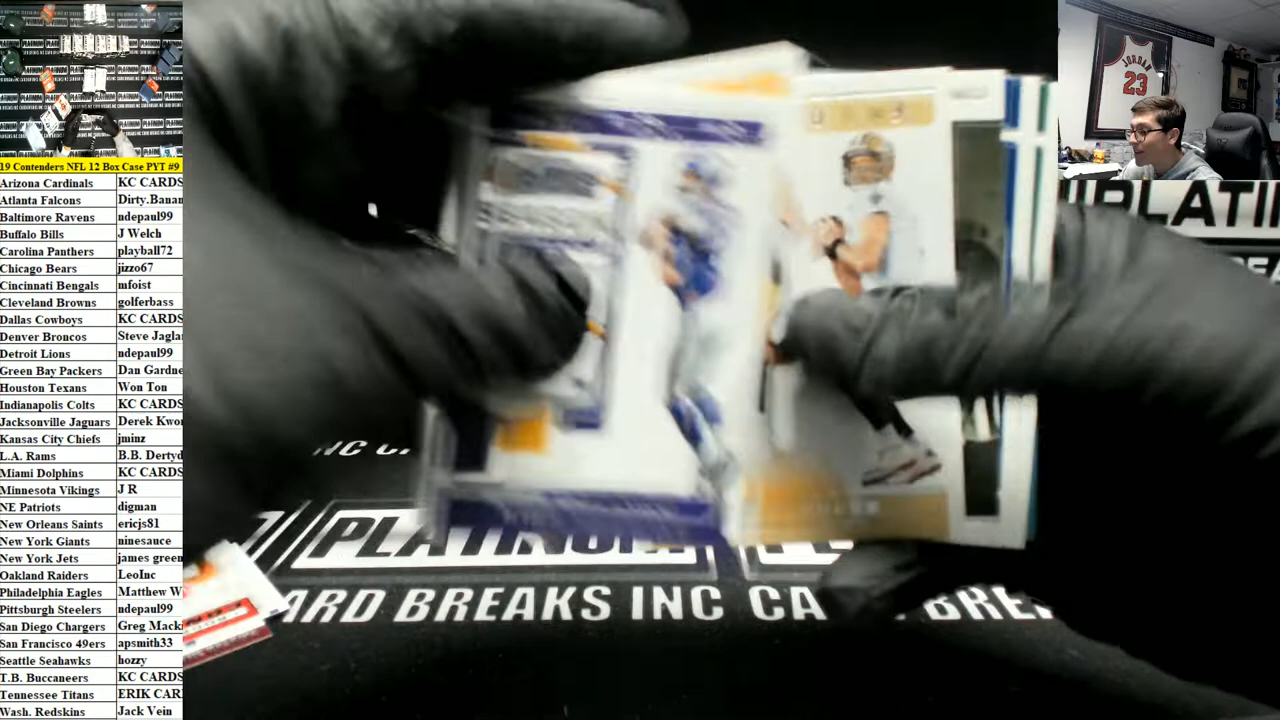 19 Contenders NFL 12 Box Case PYT #9
Arizona Cardinals KC CARDS
Atlanta Falcons Dirty.Banan
Baltimore Ravens ndepaul99
Buffalo Bills J Welch
Carolina Panthers playball72
Chicago Bears jizzo67
Cincinnati Bengals mfoist
Cleveland Browns golferbass
Dallas Cowboys KC CARDS
Denver Broncos Steve Jagla
Detroit Lions ndepaul99
Green Bay Packers Dan Gardne
Houston Texans Won Ton
Indianapolis Colts KC CARDS
Jacksonville Jaguars Derek Kwo
Kansas City Chiefs jminz
L.A. Rams B.B. Dertyd
Miami Dolphins KC CARDS
Minnesota Vikings J R
NE Patriots digman
New Orleans Saints ericjs81
New York Giants ninesauce
New York Jets james green
Oakland Raiders LeoInc
Philadelphia Eagles Matthew W
Pittsburgh Steelers ndepaul99
San Diego Chargers Greg Mack
San Francisco 49ers apsmith33
Seattle Seahawks hozzy
T.B. Buccaneers KC CARDS
Tennessee Titans ERIK CAR
Wash. Redskins Jack Vein
JORDAN
23
PLATI
NC C
PLATINUM
ARD BREAKS INC CA BRE